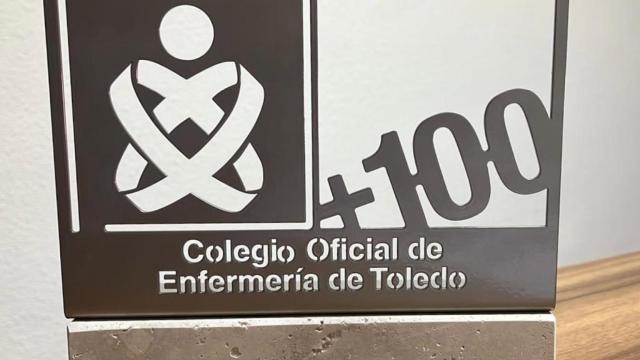 +100
Colegio Oficial de
Enfermería de Toledo